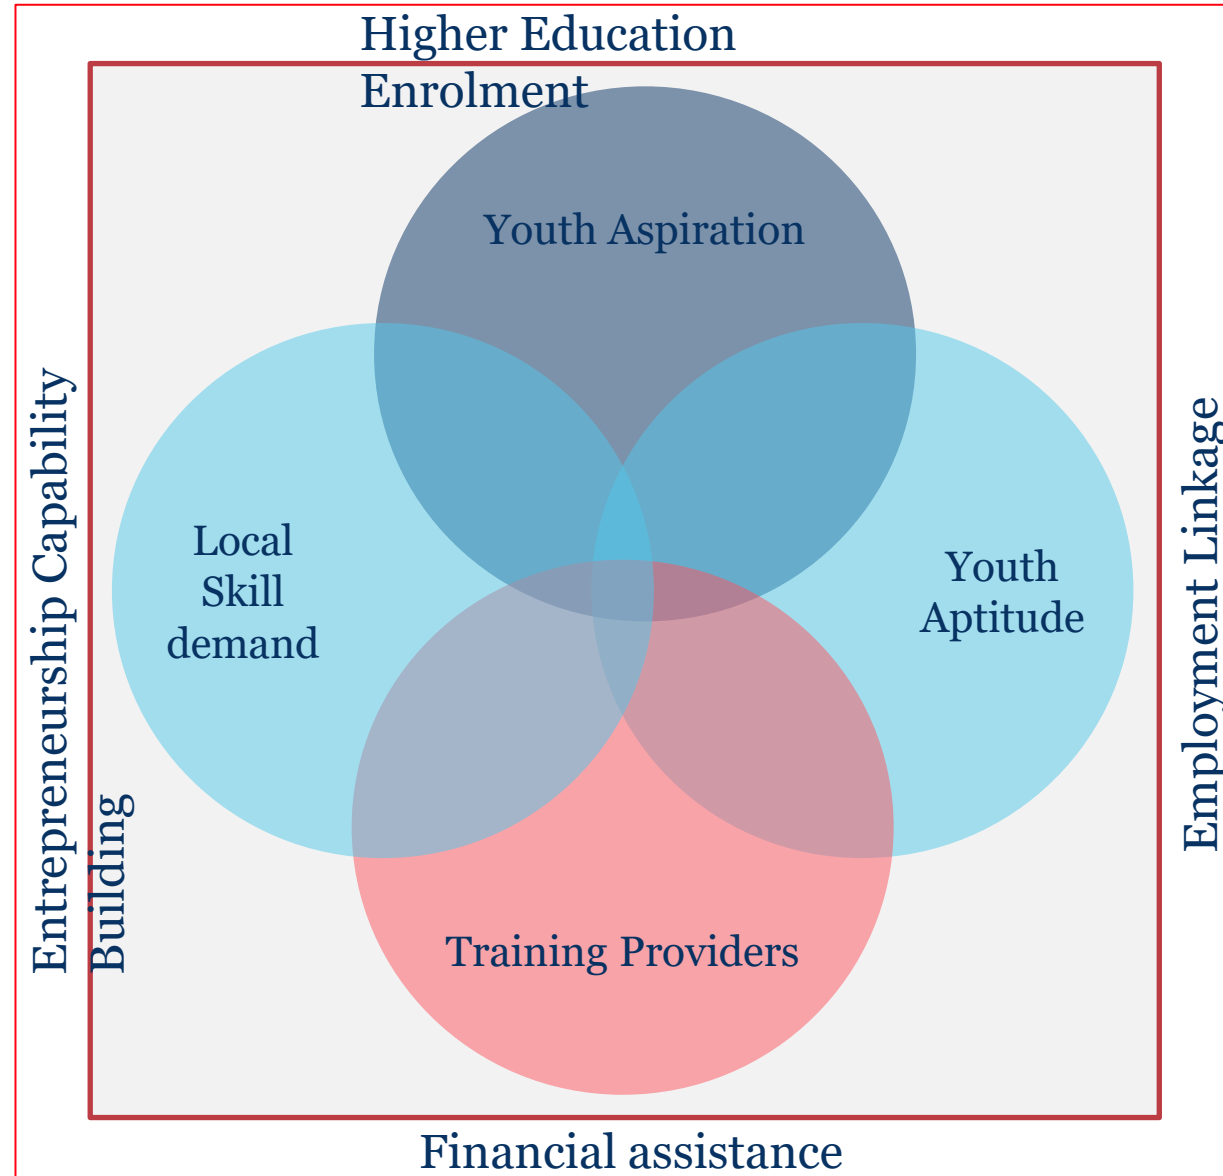 Higher Education
Enrolment
Youth Aspiration
Entrepreneurship Capability
Building
Local
Skill
demand
Youth
Aptitude
Employment Linkage
Training Providers
Financial assistance